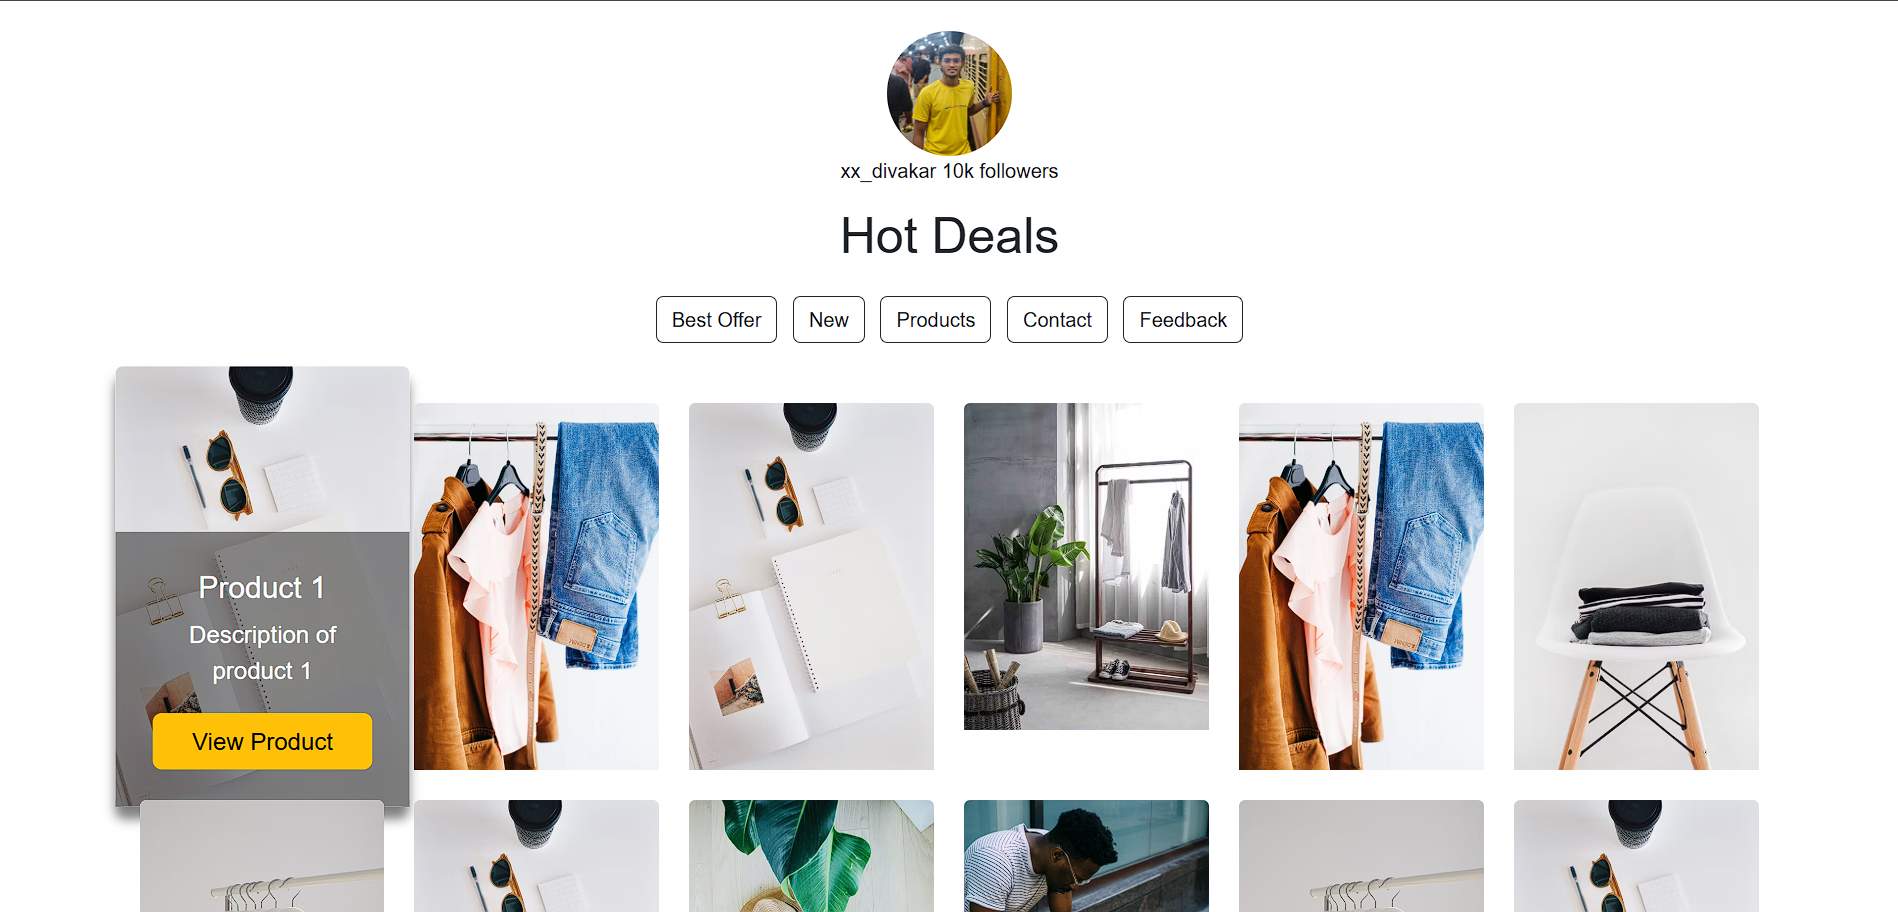 xx_divakar 10k followers
Hot Deals
Best Offer
New
Products
Contact
Feedback
Product 1
Description of
product 1
View Product